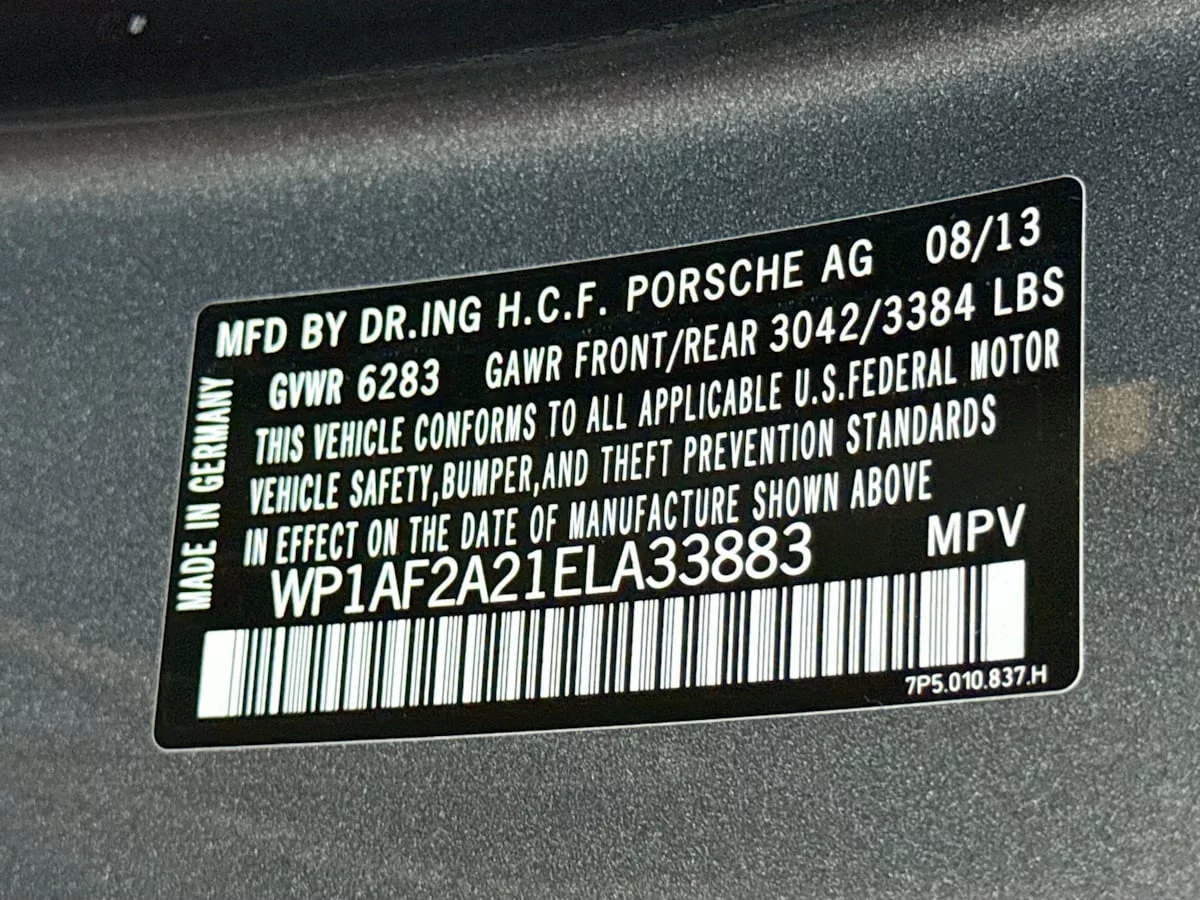 MFD BY DR.ING H.C.F. PORSCHE AG 08/13
GVWR 6283 GAWR FRONT/REAR 3042/3384 LBS
THIS VEHICLE CONFORMS TO ALL APPLICABLE U.S.FEDERAL MOTOR
VEHICLE SAFETY,BUMPER,AND THEFT PREVENTION STANDARDS
IN EFFECT ON THE DATE OF MANUFACTURE SHOWN ABOVE
WP1AF2A21ELA33883 MPV
7P5.010.837.H
MADE IN GERMANY